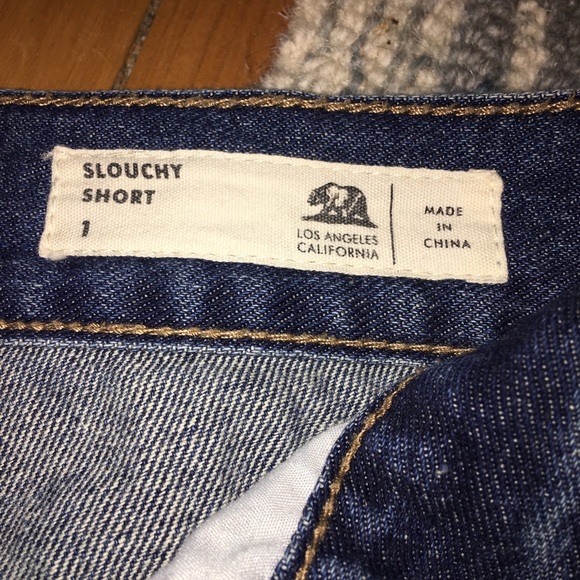 SLOUCHY
SHORT
1
LOS ANGELES
CALIFORNIA
MADE
IN
CHINA